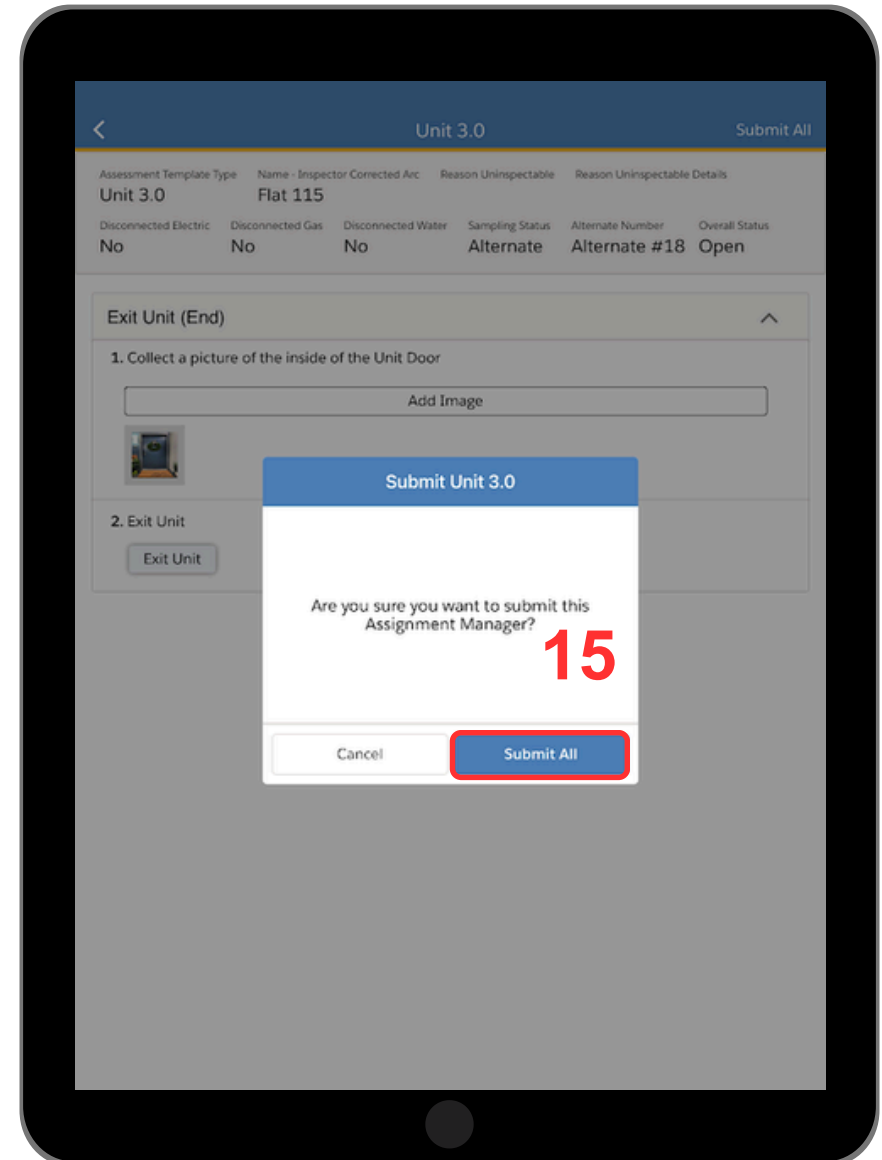 Unit 3.0
Submit All
Assessment Template Type Name - Inspector Corrected Arc Reason Uninspectable Reason Uninspectable Details
Unit 3.0 Flat 115
Disconnected Electric Disconnected Gas Disconnected Water Sampling Status Alternate Number Overall Status
No No No Alternate Alternate #18 Open
Exit Unit (End)
1. Collect a picture of the inside of the Unit Door
Add Image
Submit Unit 3.0
2. Exit Unit
Exit Unit
Are you sure you want to submit this
Assignment Manager?
15
Cancel Submit All